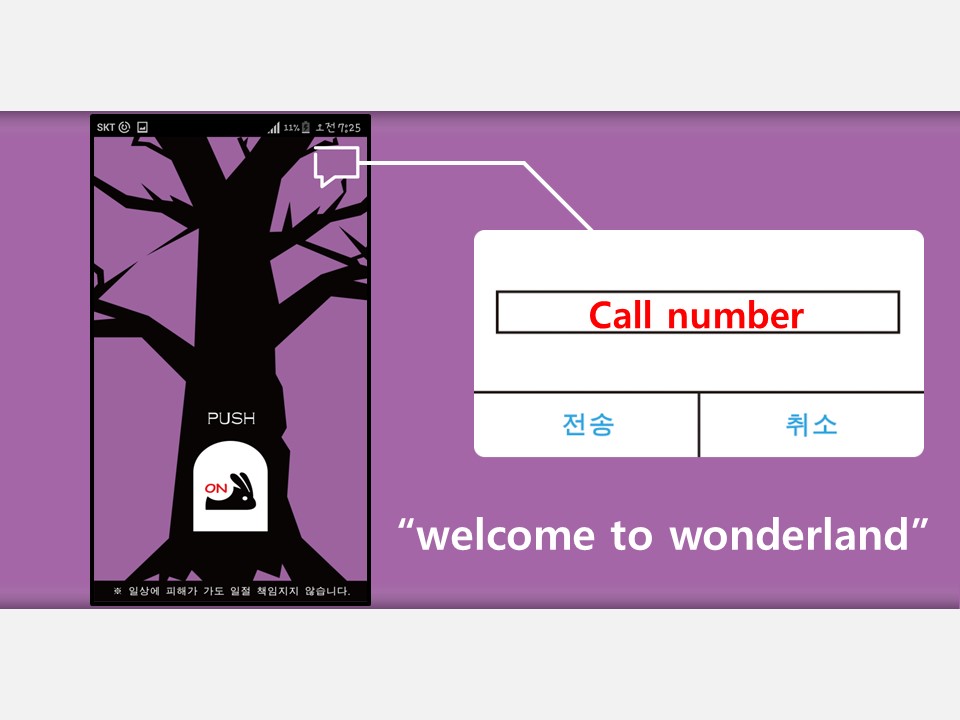 SKT 11% 오전 7:25
Call number
전송 취소
PUSH
ON
“welcome to wonderland”
※ 일상에 피해가 가도 일절 책임지지 않습니다.